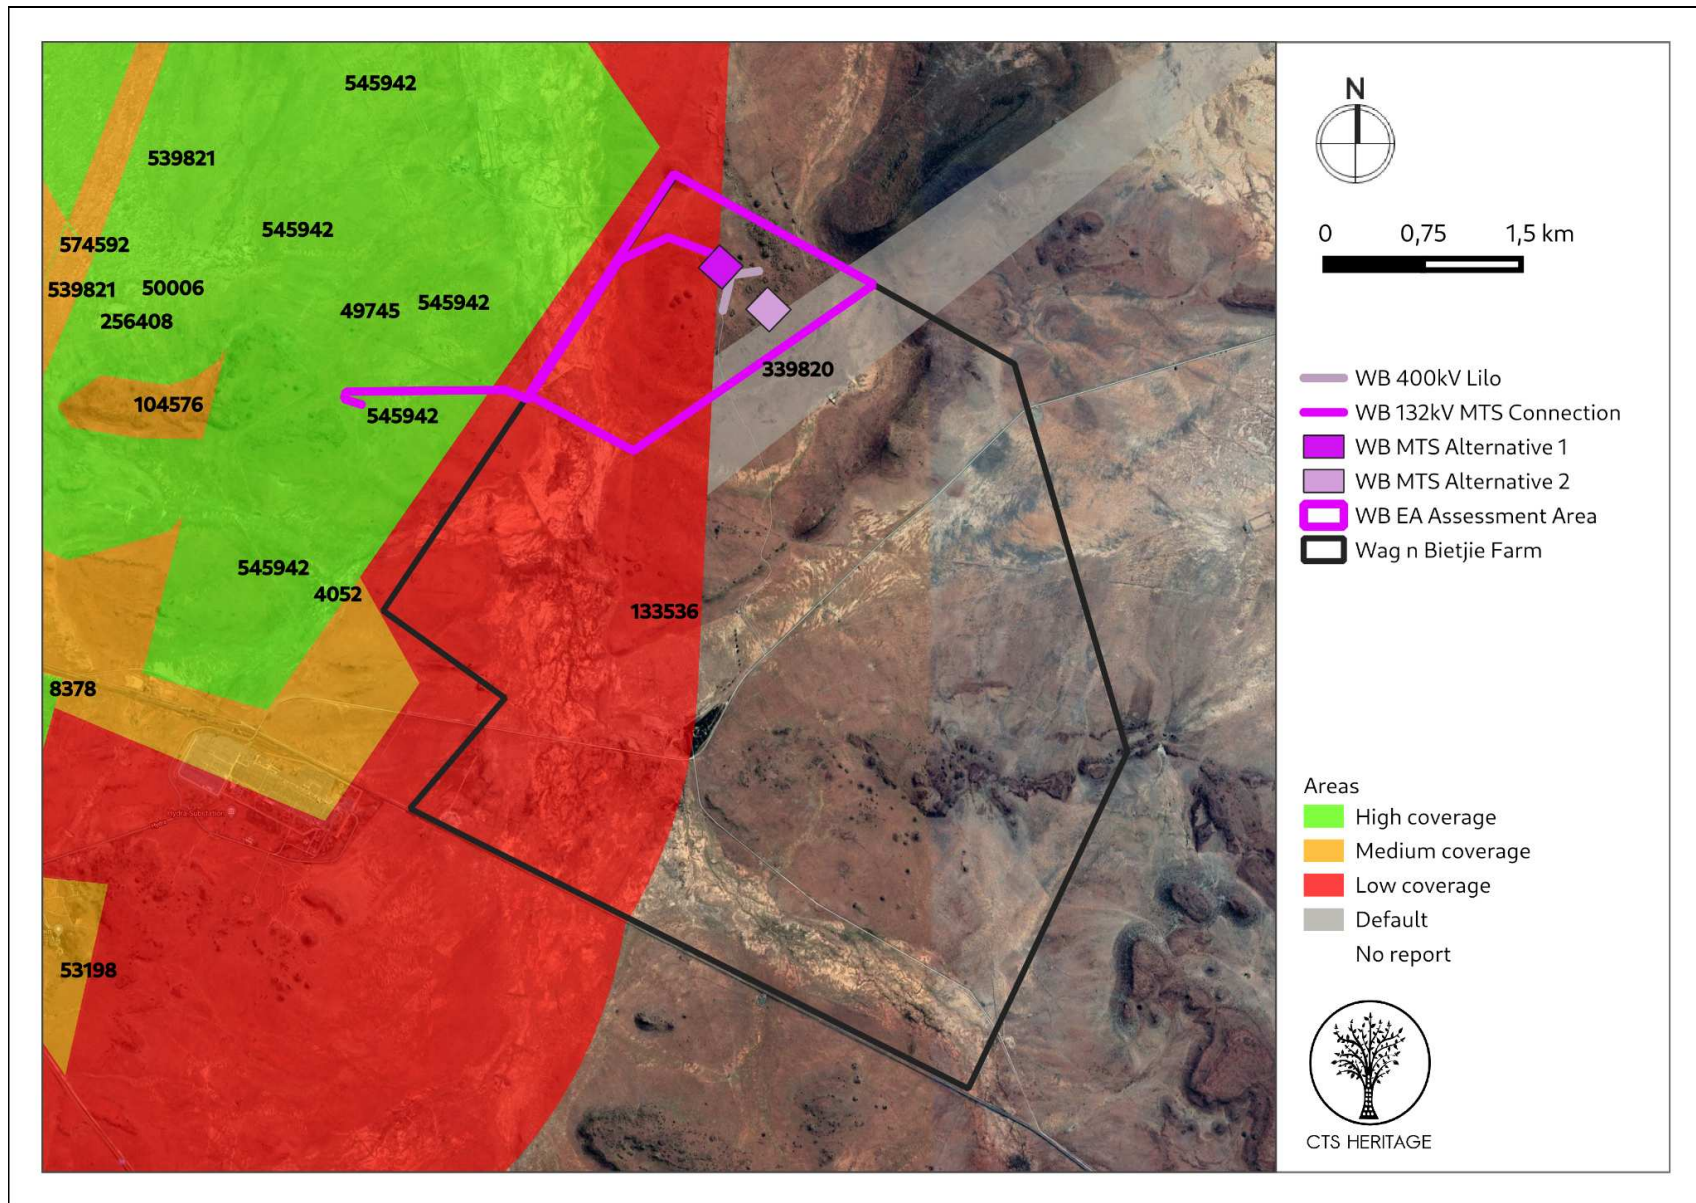 545942
539821
545942
574592
539821
50006
256408
49745
545942
339820
104576
545942
545942
4052
133536
8378
53198
N
0 0,75 1,5 km
WB 400kV Lilo
WB 132kV MTS Connection
WB MTS Alternative 1
WB MTS Alternative 2
WB EA Assessment Area
Wag n Bietjie Farm
Areas
High coverage
Medium coverage
Low coverage
Default
No report
CTS HERITAGE